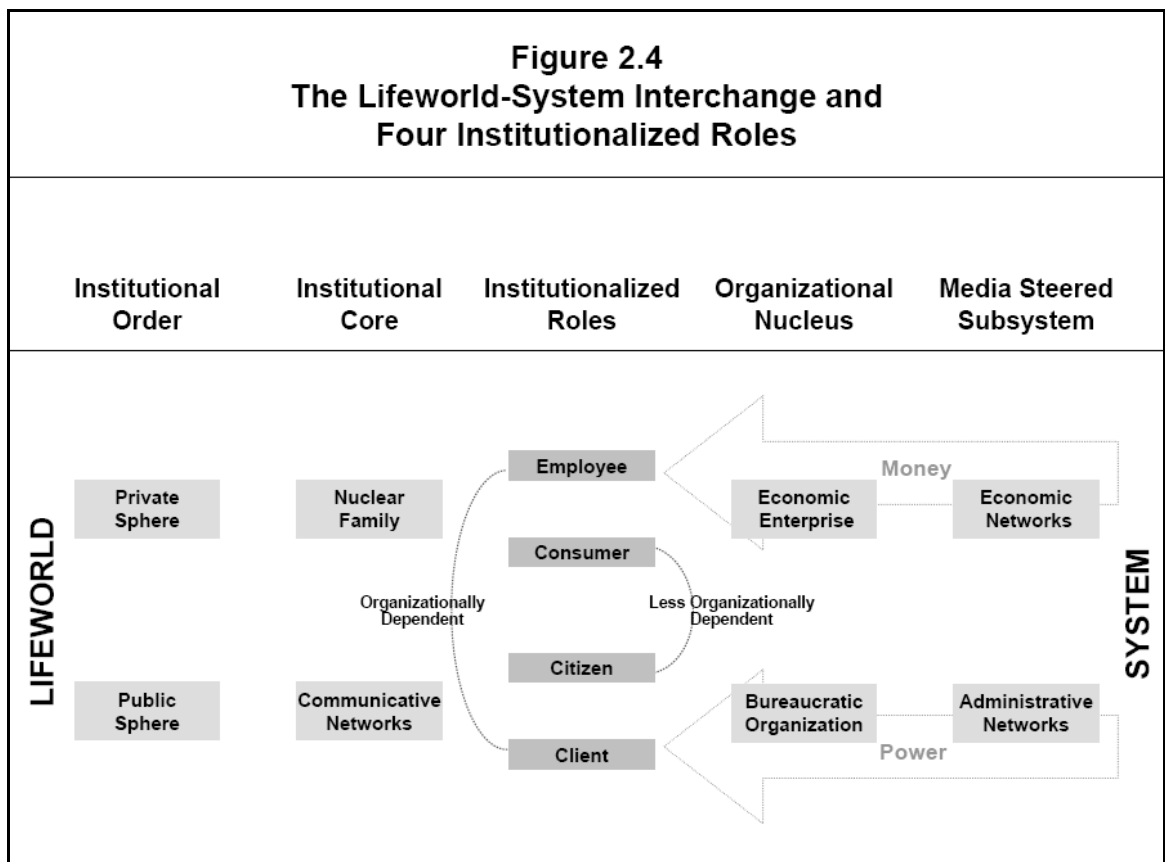 Figure 2.4
The Lifeworld-System Interchange and
Four Institutionalized Roles
Institutional
Order
Institutional
Core
Institutionalized
Roles
Organizational
Nucleus
Media Steered
Subsystem
LIFEWORLD
Private
Sphere
Nuclear
Family
Employee
Consumer
Money
Economic
Enterprise
Economic
Networks
Organizationally
Dependent
Less Organizationally
Dependent
Public
Sphere
Communicative
Networks
Citizen
Client
Bureaucratic
Organization
Administrative
Networks
Power
SYSTEM